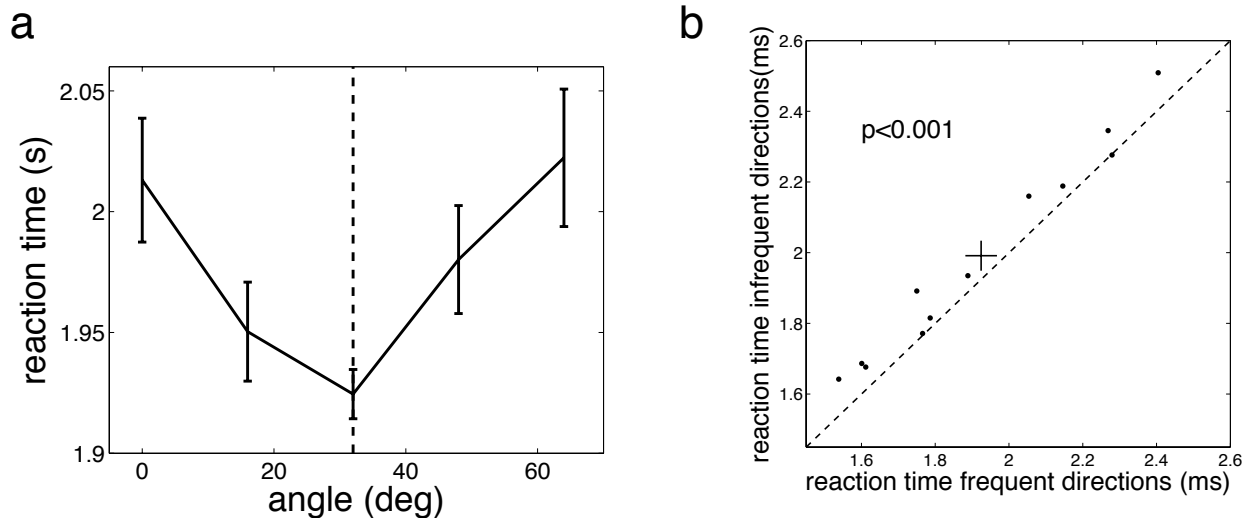 a
2.05
2
1.95
1.9
0
20
40
60
reaction time (s)
angle (deg)
b
2.6
2.4
2.2
2
1.8
1.6
1.6
1.8
2
2.2
2.4
2.6
p<0.001
reaction time infrequent directions(ms)
reaction time frequent directions (ms)